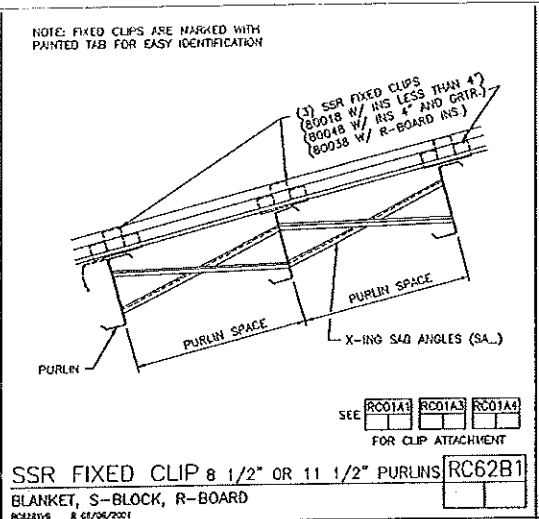 NOTE: FIXED CLIPS ARE MARKED WITH
PAINTED TAB FOR EASY IDENTIFICATION
(3) SSR FIXED CLIPS
(80018 W/ INS LESS THAN 4")
(80048 W/ INS 4" AND GRTR.)
(80038 W/ R-BOARD INS.)
PURLIN SPACE
PURLIN SPACE
X-ING SAG ANGLES (SA_)
PURLIN
SEE RC01A1 RC01A3 RC01A4
FOR CLIP ATTACHMENT
SSR FIXED CLIP 8 1/2" OR 11 1/2" PURLINS RC62B1
BLANKET, S-BLOCK, R-BOARD